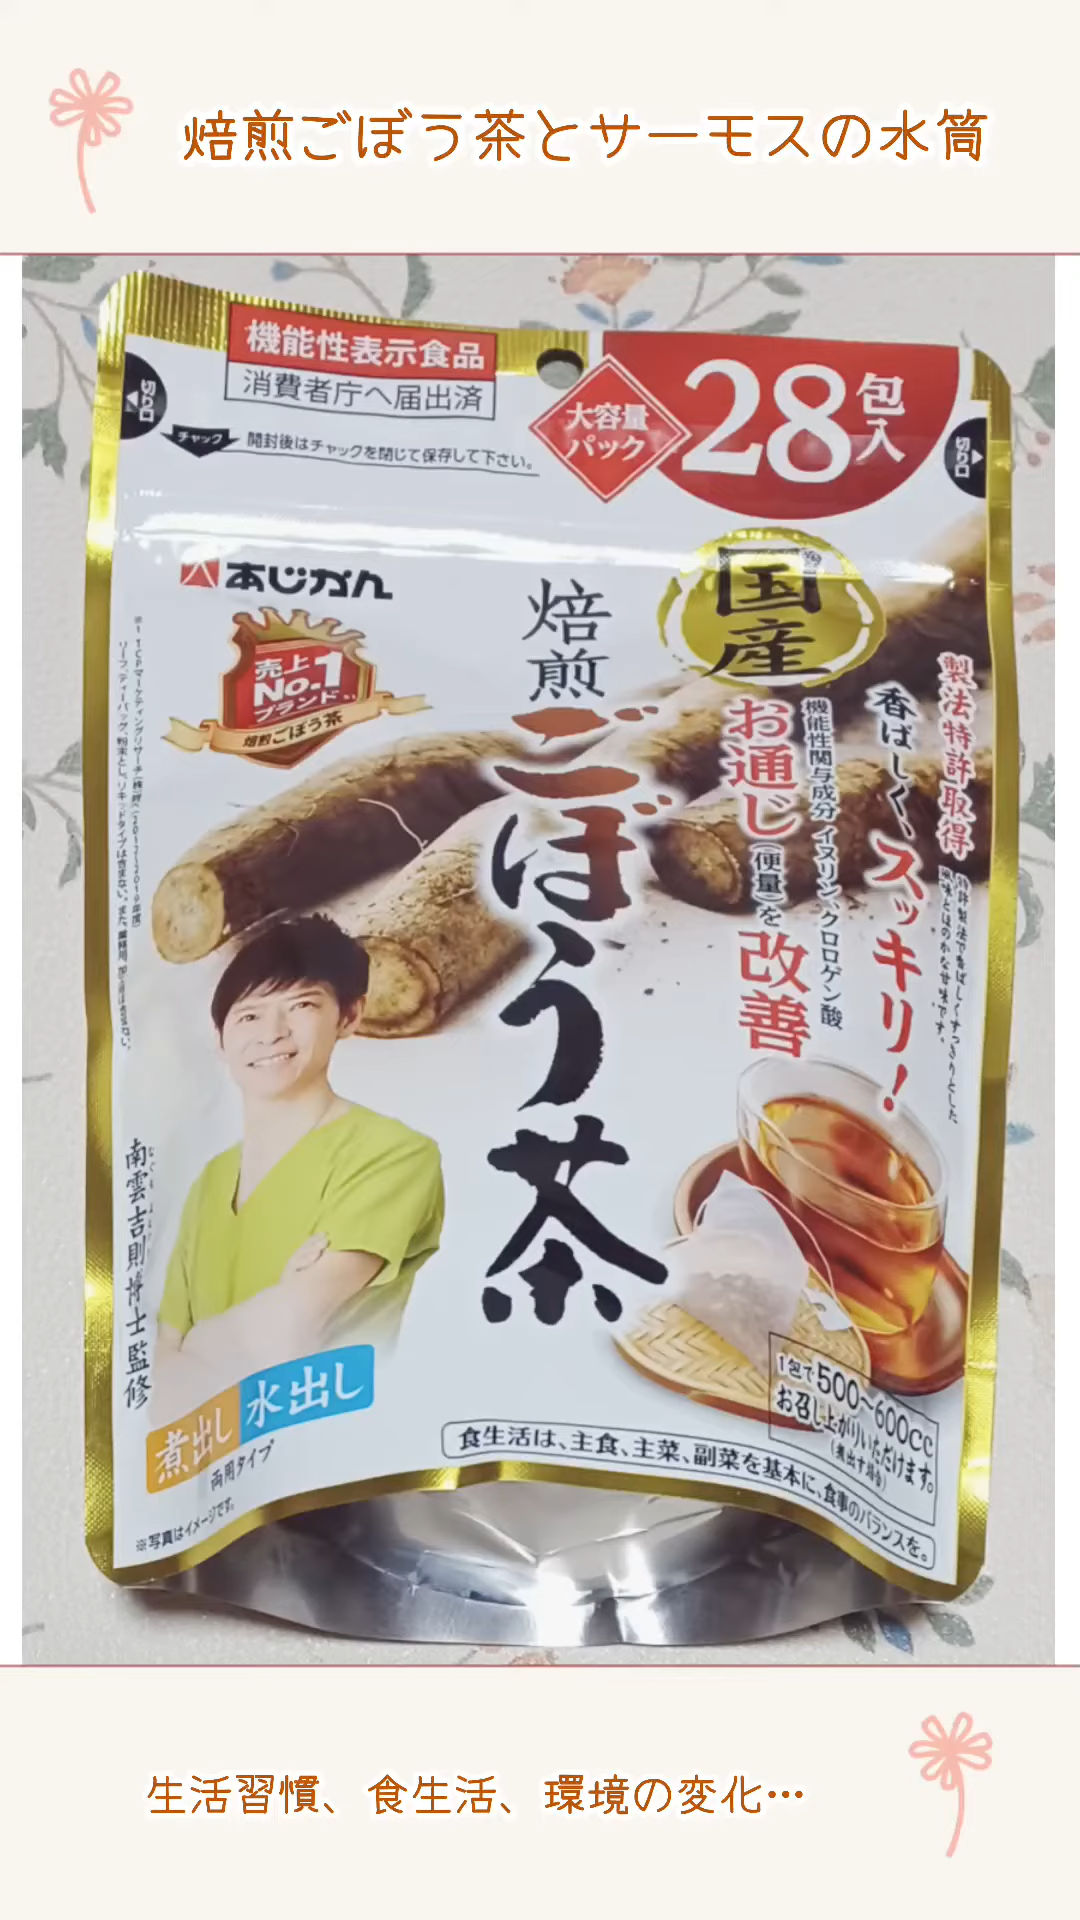 焙煎ごぼう茶とサーモスの水筒
機能性表示食品
消費者庁へ届出済
切り口
チャック
開封後はチャックを閉じて保存して下さい。
大容量
パック
28包入
切り口
あじかん
売上
No.1
ブランド
焙煎ごぼう茶
国産
焙煎
ごぼう茶
製法特許取得
香ばしく、スッキリ!
機能性関与成分 イヌリン、クロロゲン酸
お通じ(便量)を改善
南雲吉則博士監修
煮出し
水出し
両用タイプ
※写真はイメージです。
1包で500~600cc
お召し上がりいただけます。
(煮出す場合)
食生活は、主食、主菜、副菜を基本に、食事のバランスを。
生活習慣、食生活、環境の変化…